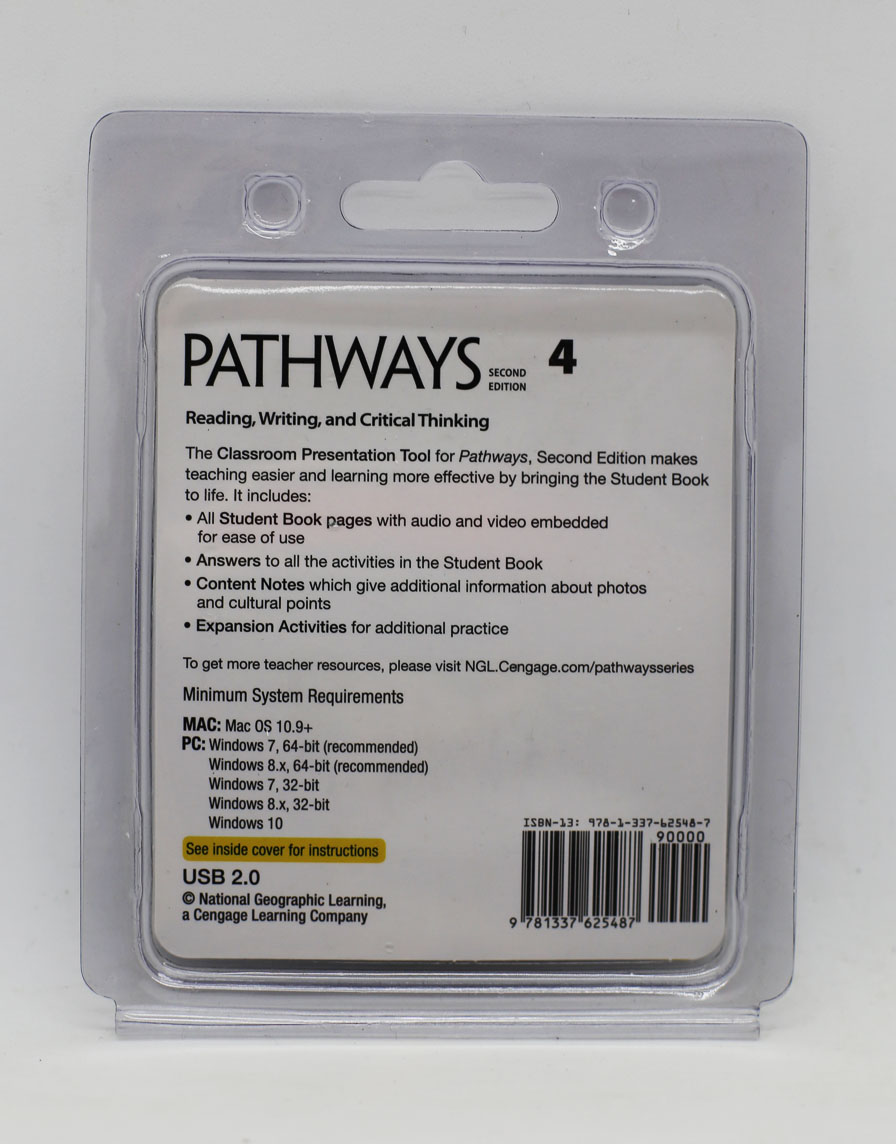 PATHWAYS SECOND EDITION 4
Reading, Writing, and Critical Thinking
The Classroom Presentation Tool for Pathways, Second Edition makes
teaching easier and learning more effective by bringing the Student Book
to life. It includes:
• All Student Book pages with audio and video embedded
for ease of use
• Answers to all the activities in the Student Book
• Content Notes which give additional information about photos
and cultural points
• Expansion Activities for additional practice
To get more teacher resources, please visit NGL.Cengage.com/pathwaysseries
Minimum System Requirements
MAC: Mac OS 10.9+
PC: Windows 7, 64-bit (recommended)
Windows 8.x, 64-bit (recommended)
Windows 7, 32-bit
Windows 8.x, 32-bit
Windows 10
See inside cover for instructions
USB 2.0
© National Geographic Learning,
a Cengage Learning Company
ISBN-13: 978-1-337-62548-7
90000
9 781337 625487